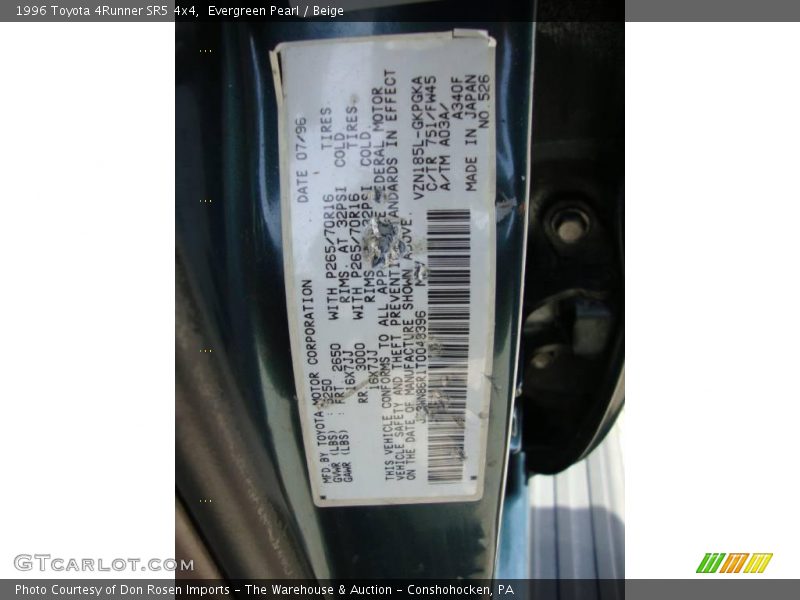 1996 Toyota 4Runner SR5 4x4,  Evergreen Pearl / Beige
DATE 07/96
MFD BY TOYOTA MOTOR CORPORATION
GVWR (LBS) : 5250
GAWR (LBS) : FRT 2650 WITH P265/70R16 TIRES.
16X7JJ RIMS. AT 32PSI COLD
RR 3000 WITH P265/70R16 TIRES.
16X7JJ RIMS 32PSI COLD.
THIS VEHICLE CONFORMS TO ALL FEDERAL MOTOR
VEHICLE SAFETY AND THEFT PREVENTION STANDARDS IN EFFECT
ON THE DATE OF MANUFACTURE SHOWN ABOVE.
VZN185L-GKPGKA
C/TR 751/FW45
A/TM A03A/
A340F
MADE IN JAPAN
NO.526
GTcarlot.com
Photo Courtesy of Don Rosen Imports - The Warehouse & Auction - Conshohocken, PA